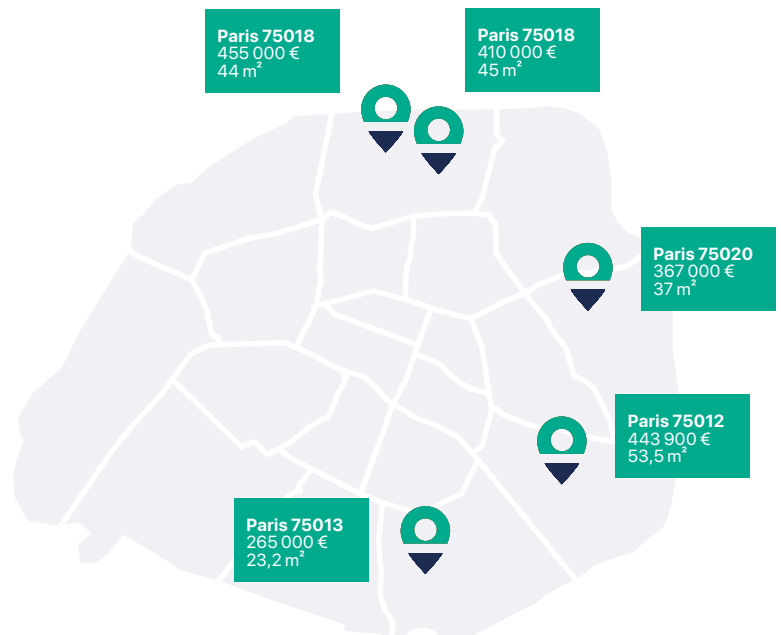 Paris 75018
455 000 €
44 m²
Paris 75018
410 000 €
45 m²
Paris 75020
367 000 €
37 m²
Paris 75012
443 900 €
53,5 m²
Paris 75013
265 000 €
23,2 m²